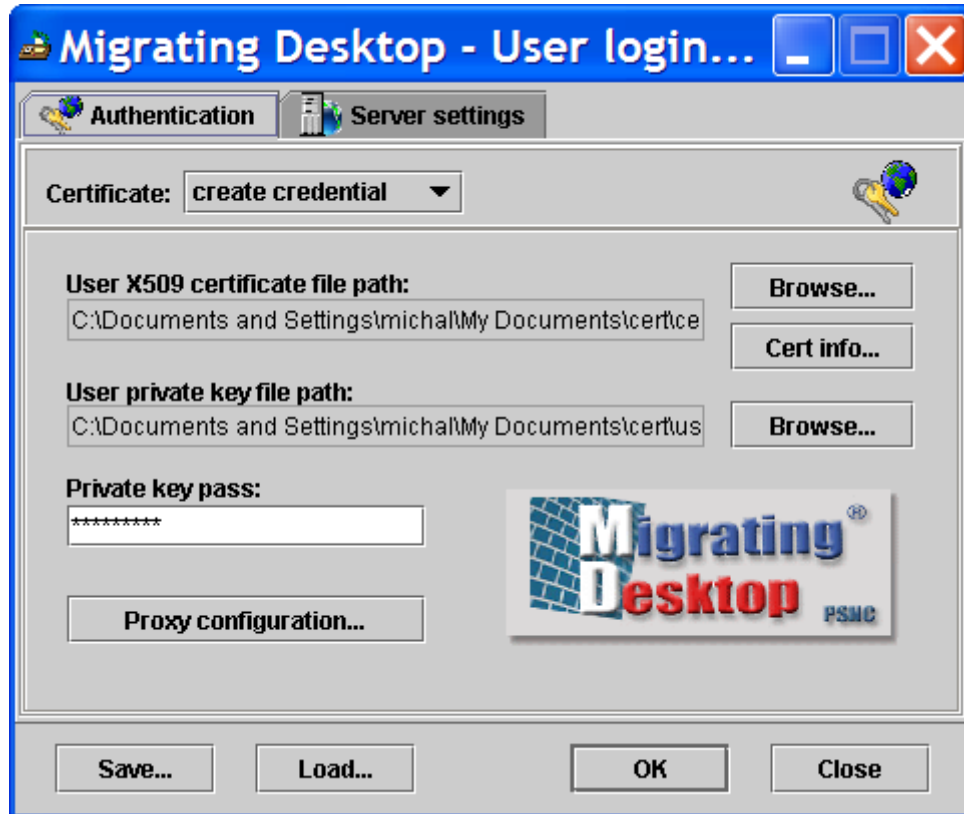 Migrating Desktop - User login...
Authentication
Server settings
Certificate: create credential
User X509 certificate file path:
Browse...
C:\Documents and Settings\michal\My Documents\cert\ce
Cert info...
User private key file path:
C:\Documents and Settings\michal\My Documents\cert\us
Browse...
Private key pass:
*********
Migrating®
Desktop
PSNC
Proxy configuration...
Save...
Load...
OK
Close